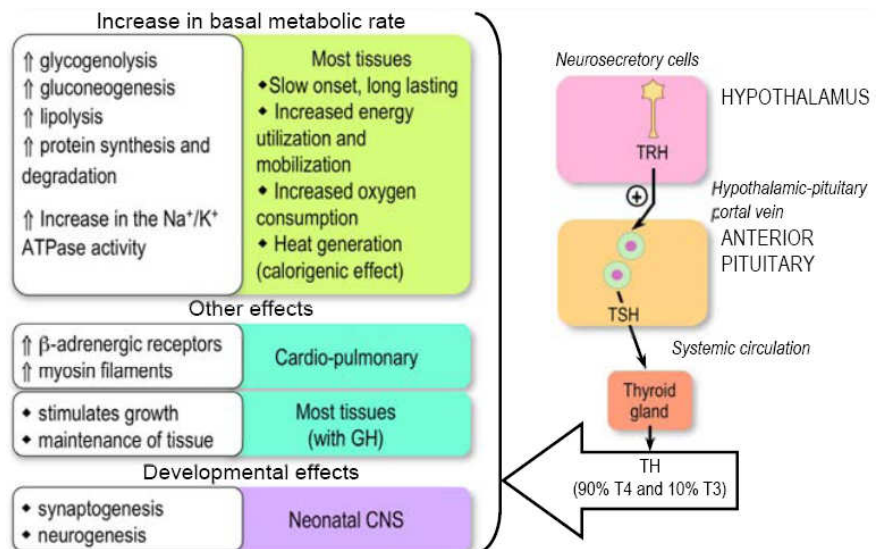 Increase in basal metabolic rate
⇑ glycogenolysis
⇑ gluconeogenesis
⇑ lipolysis
⇑ protein synthesis and
degradation
⇑ Increase in the Na⁺/K⁺
ATPase activity
Most tissues
◆Slow onset, long lasting
◆ Increased energy
utilization and
mobilization
◆ Increased oxygen
consumption
◆ Heat generation
(calorigenic effect)
Other effects
⇑ β-adrenergic receptors
⇑ myosin filaments
Cardio-pulmonary
◆ stimulates growth
◆ maintenance of tissue
Most tissues
(with GH)
Developmental effects
◆ synaptogenesis
◆ neurogenesis
Neonatal CNS
Neurosecretory cells
HYPOTHALAMUS
TRH
+
Hypothalamic-pituitary
portal vein
ANTERIOR
PITUITARY
TSH
Systemic circulation
Thyroid
gland
TH
(90% T4 and 10% T3)